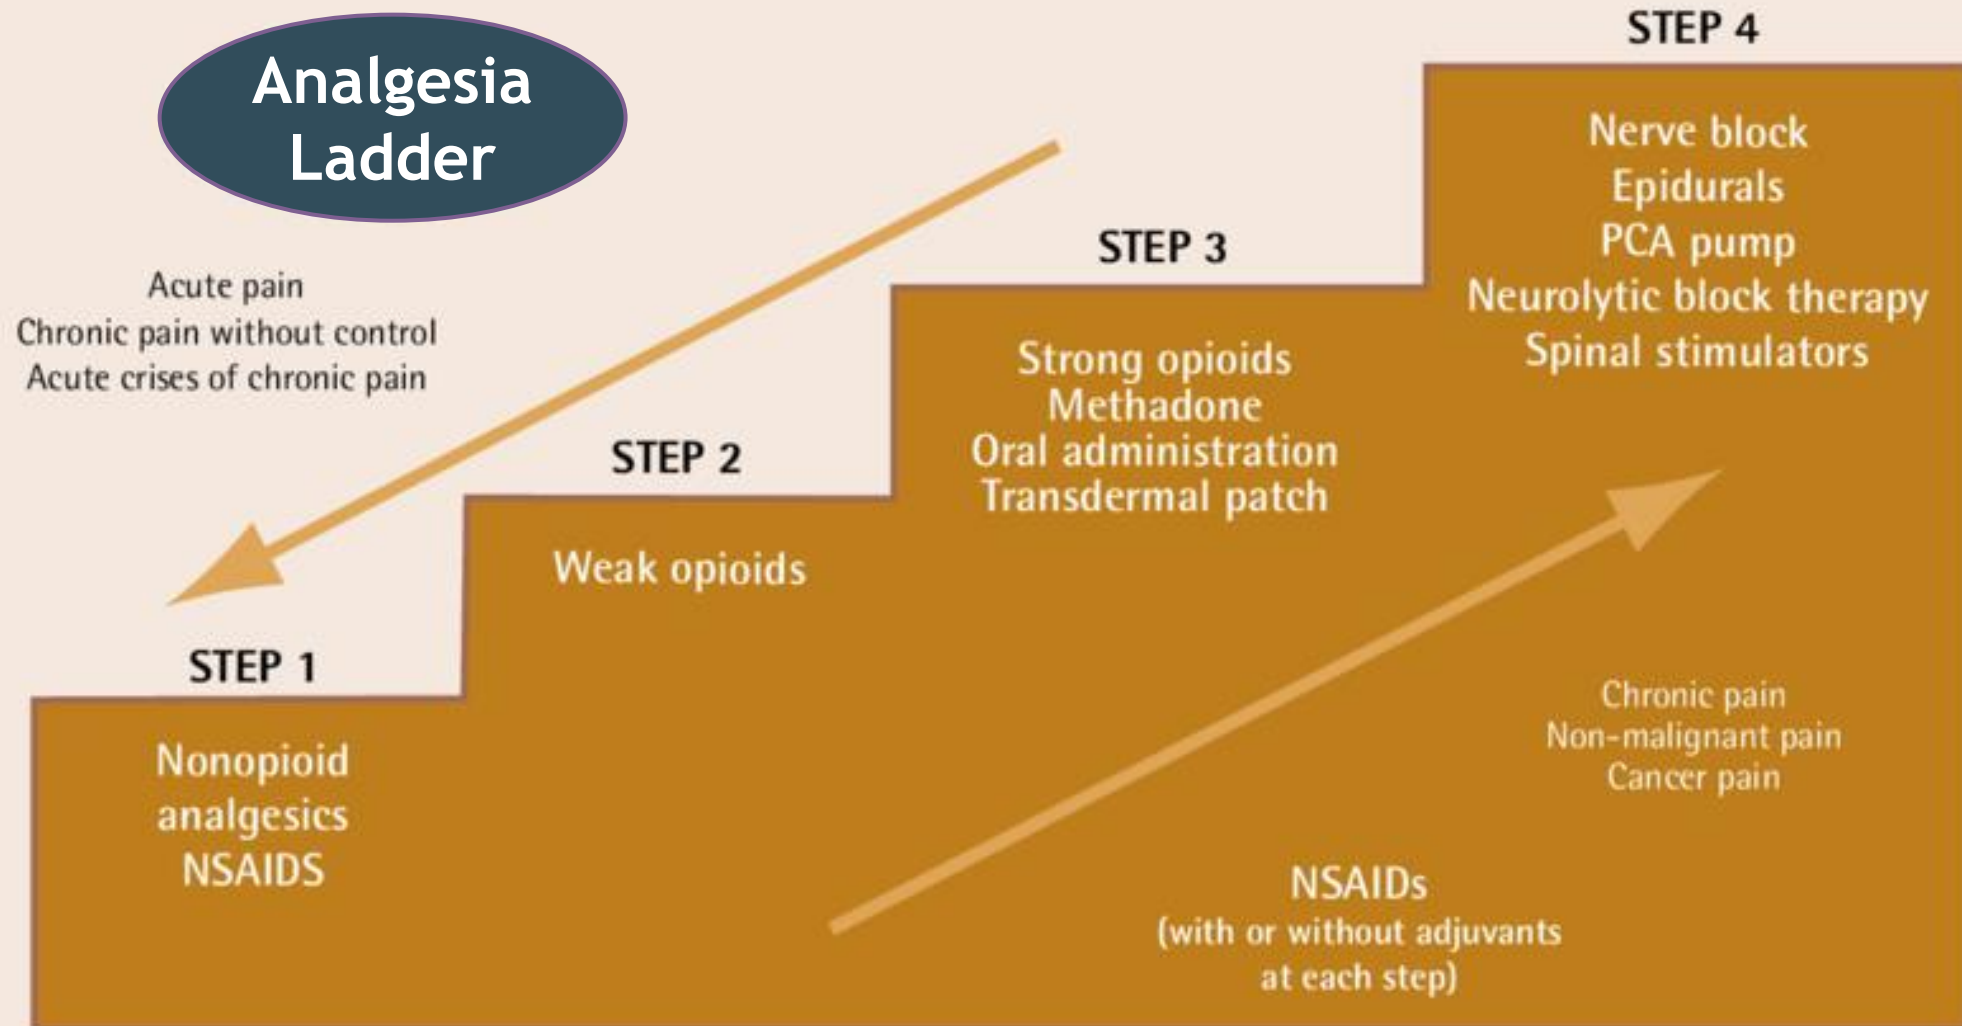 Analgesia
Ladder
Acute pain
Chronic pain without control
Acute crises of chronic pain
STEP 1
Nonopioid
analgesics
NSAIDS
STEP 2
Weak opioids
STEP 3
Strong opioids
Methadone
Oral administration
Transdermal patch
STEP 4
Nerve block
Epidurals
PCA pump
Neurolytic block therapy
Spinal stimulators
Chronic pain
Non-malignant pain
Cancer pain
NSAIDs
(with or without adjuvants
at each step)